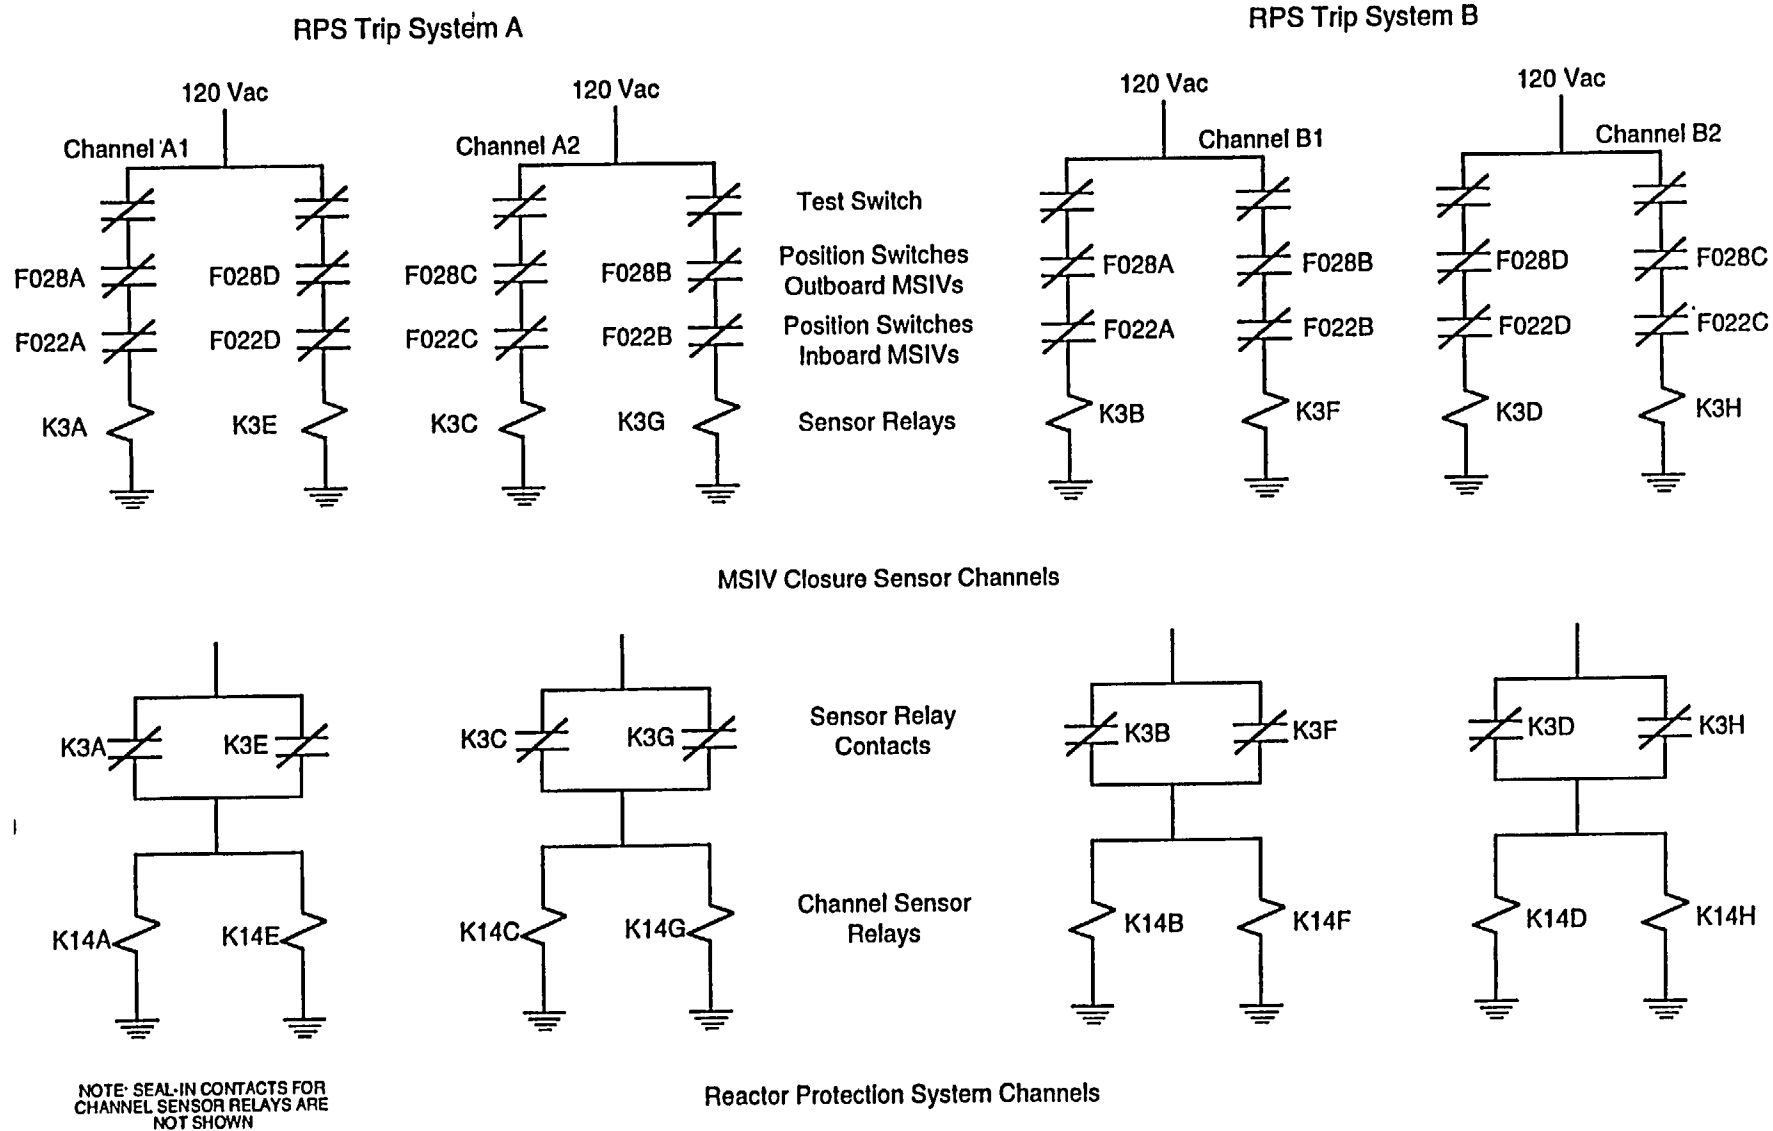 RPS Trip System A
RPS Trip System B
120 Vac
120 Vac
120 Vac
120 Vac
Channel A1
Channel A2
Channel B1
Channel B2
Test Switch
F028A
F028D
F028C
F028B
Position Switches
Outboard MSIVs
F028A
F028B
F028D
F028C
F022A
F022D
F022C
F022B
Position Switches
Inboard MSIVs
F022A
F022B
F022D
F022C
K3A
K3E
K3C
K3G
Sensor Relays
K3B
K3F
K3D
K3H
MSIV Closure Sensor Channels
K3A
K3E
K3C
K3G
Sensor Relay
Contacts
K3B
K3F
K3D
K3H
K14A
K14E
K14C
K14G
Channel Sensor
Relays
K14B
K14F
K14D
K14H
NOTE: SEAL-IN CONTACTS FOR
CHANNEL SENSOR RELAYS ARE
NOT SHOWN
Reactor Protection System Channels